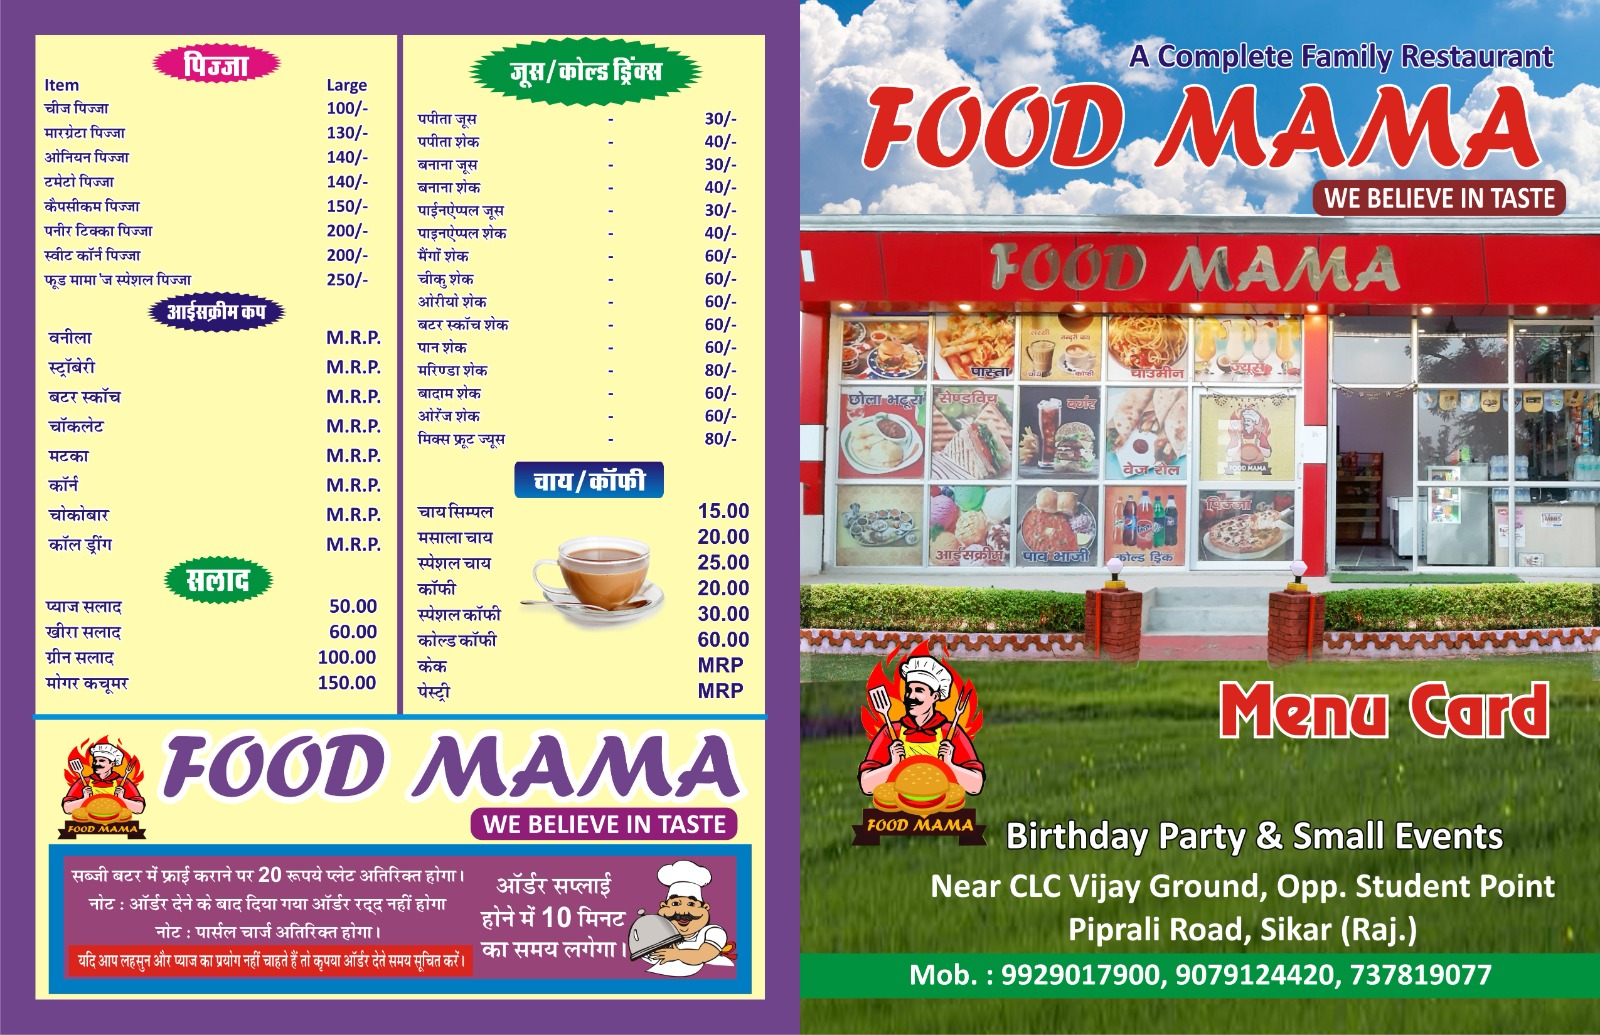 पिज्जा
Item Large
चीज पिज्जा 100/-
मारग्रेटा पिज्जा 130/-
ओनियन पिज्जा 140/-
टमेटो पिज्जा 140/-
कैपसीकम पिज्जा 150/-
पनीर टिक्का पिज्जा 200/-
स्वीट कॉर्न पिज्जा 200/-
फूड मामा'ज स्पेशल पिज्जा 250/-
आईसक्रीम कप
वनीला M.R.P.
स्ट्रॉबेरी M.R.P.
बटर स्कॉच M.R.P.
चॉकलेट M.R.P.
मटका M.R.P.
कॉर्न M.R.P.
चोकोबार M.R.P.
कॉल ड्रींग M.R.P.
सलाद
प्याज सलाद 50.00
खीरा सलाद 60.00
ग्रीन सलाद 100.00
मोगर कचूमर 150.00
जूस/कोल्ड ड्रिंक्स
पपीता जूस - 30/-
पपीता शेक - 40/-
बनाना जूस - 30/-
बनाना शेक - 40/-
पाईनऐप्पल जूस - 30/-
पाइनऐप्पल शेक - 40/-
मैंगों शेक - 60/-
चीकु शेक - 60/-
ओरीयो शेक - 60/-
बटर स्कॉच शेक - 60/-
पान शेक - 60/-
मरिण्डा शेक - 80/-
बादाम शेक - 60/-
ओरेंज शेक - 60/-
मिक्स फ्रूट ज्यूस - 80/-
चाय/कॉफी
चाय सिम्पल 15.00
मसाला चाय 20.00
स्पेशल चाय 25.00
कॉफी 20.00
स्पेशल कॉफी 30.00
कोल्ड कॉफी 60.00
केक MRP
पेस्ट्री MRP
FOOD MAMA
FOOD MAMA
WE BELIEVE IN TASTE
सब्जी बटर में फ्राई कराने पर 20 रूपये प्लेट अतिरिक्त होगा।
नोट : ऑर्डर देने के बाद दिया गया ऑर्डर रद्द नहीं होगा
नोट : पार्सल चार्ज अतिरिक्त होगा।
यदि आप लहसुन और प्याज का प्रयोग नहीं चाहते हैं तो कृपया ऑर्डर देते समय सूचित करें।
ऑर्डर सप्लाई
होने में 10 मिनट
का समय लगेगा।
A Complete Family Restaurant
FOOD MAMA
WE BELIEVE IN TASTE
FOOD MAMA
पास्ता
कॉफी
चाउमीन
ज्यूस
छोला भटूरा
सेण्डविच
बर्गर
वेज रोल
FOOD MAMA
आईसक्रीम
पाव भाजी
कोल्ड ड्रिंक
पिज्जा
Menu Card
FOOD MAMA
Birthday Party & Small Events
Near CLC Vijay Ground, Opp. Student Point
Piprali Road, Sikar (Raj.)
Mob. : 9929017900, 9079124420, 737819077